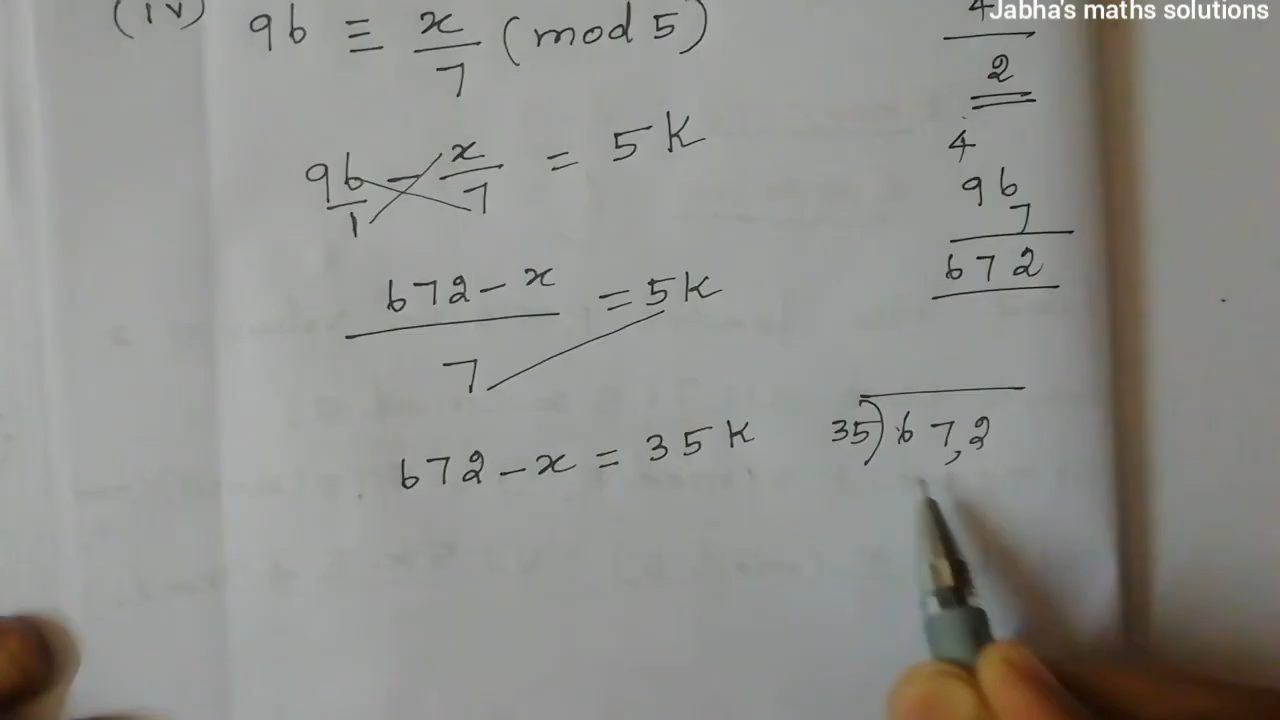 (iv) 96 ≡ x/7 (mod 5)
96/1 - x/7 = 5K
672 - x / 7 = 5K
672 - x = 35K
Jabha's maths solutions
4
2
4
96
7
672
35) 672